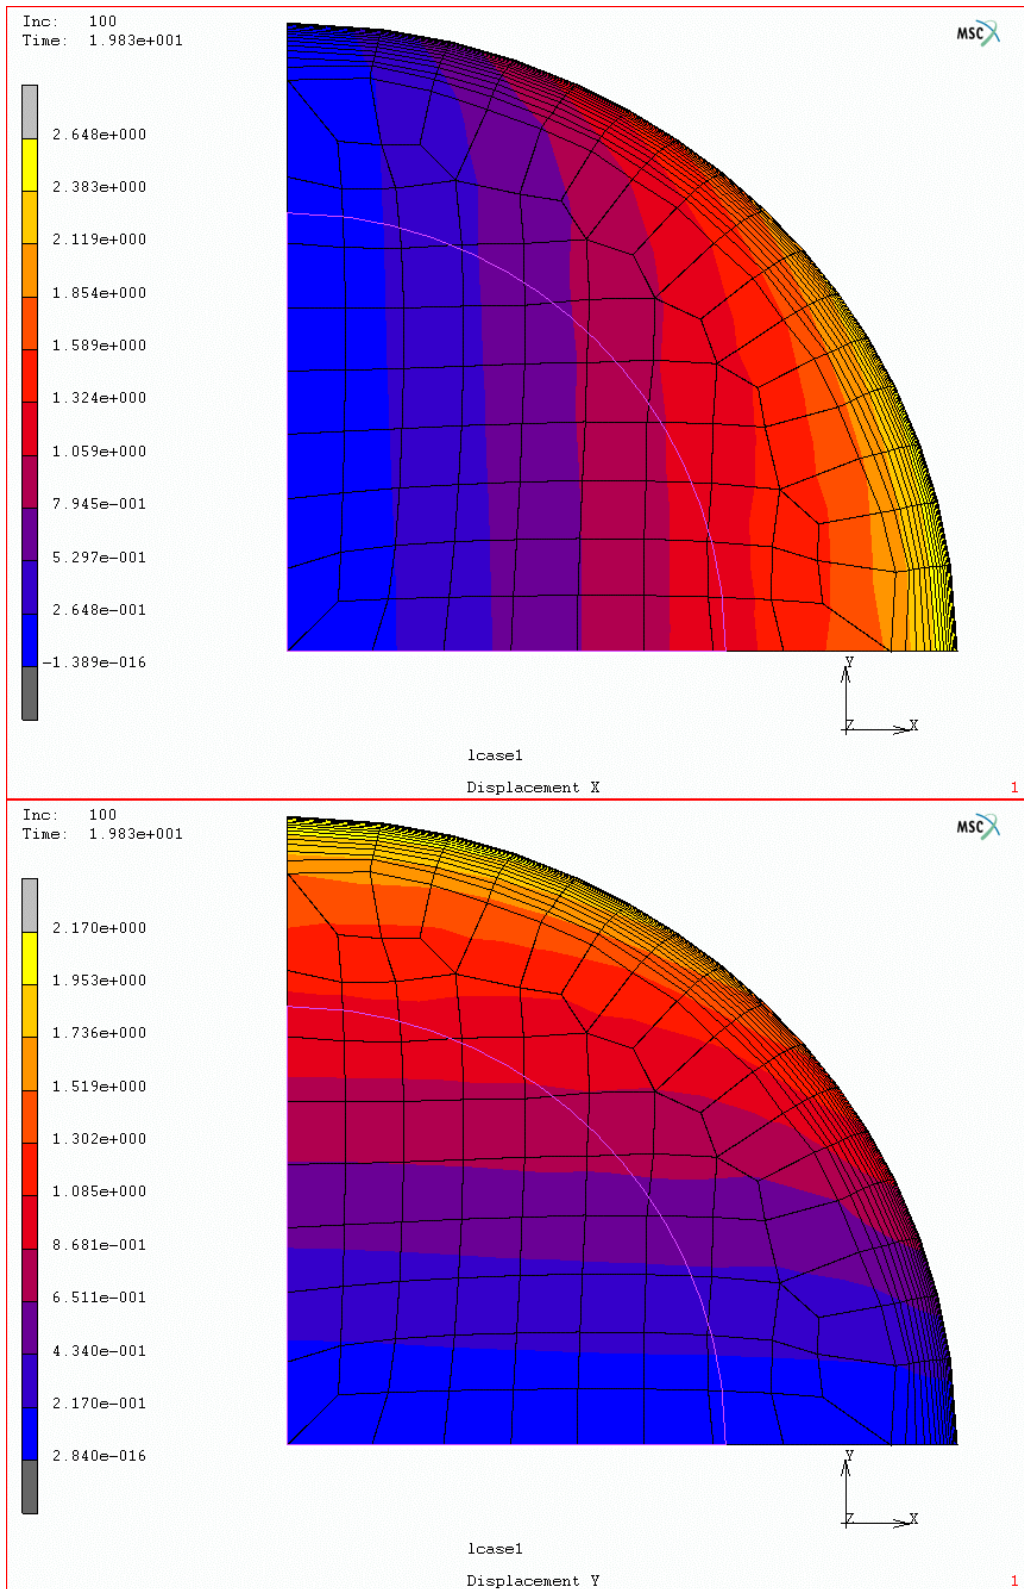 Inc: 100
Time: 1.983e+001
MSC
2.648e+000
2.383e+000
2.119e+000
1.854e+000
1.589e+000
1.324e+000
1.059e+000
7.945e-001
5.297e-001
2.648e-001
-1.389e-016
Y
Z X
lcase1
Displacement X
1
Inc: 100
Time: 1.983e+001
MSC
2.170e+000
1.953e+000
1.736e+000
1.519e+000
1.302e+000
1.085e+000
8.681e-001
6.511e-001
4.340e-001
2.170e-001
2.840e-016
Y
Z X
lcase1
Displacement Y
1